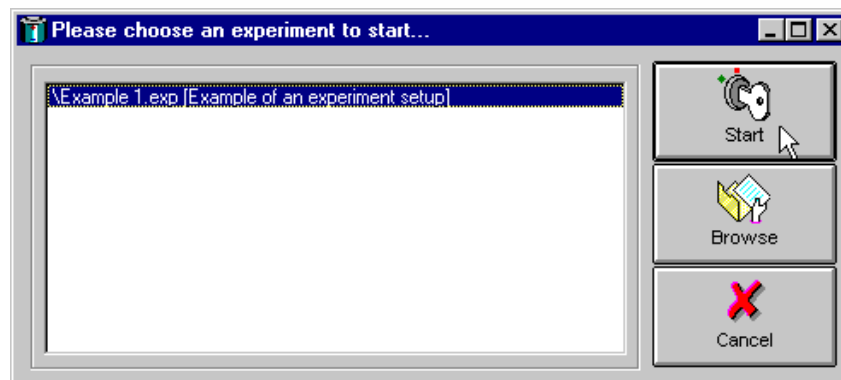 Please choose an experiment to start...
\Example 1.exp [Example of an experiment setup]
Start
Browse
Cancel